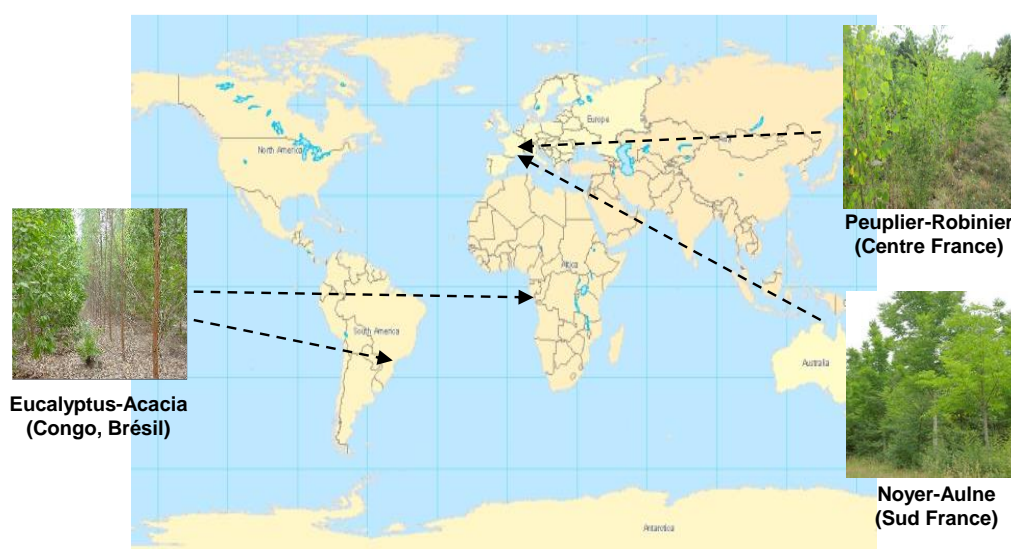 North America
Europe
Africa
South America
Australia
Antarctica
Peuplier-Robinier
(Centre France)
Eucalyptus-Acacia
(Congo, Brésil)
Noyer-Aulne
(Sud France)